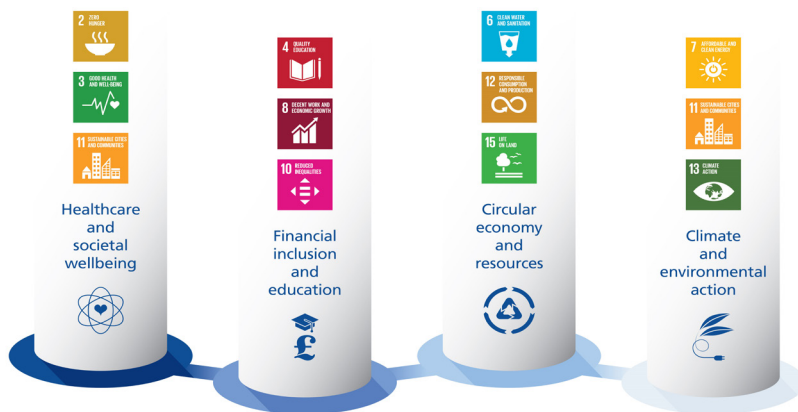 2 ZERO
HUNGER
3 GOOD HEALTH
AND WELL-BEING
11 SUSTAINABLE CITIES
AND COMMUNITIES
Healthcare
and
societal
wellbeing
4 QUALITY
EDUCATION
8 DECENT WORK AND
ECONOMIC GROWTH
10 REDUCED
INEQUALITIES
Financial
inclusion
and
education
£
6 CLEAN WATER
AND SANITATION
12 RESPONSIBLE
CONSUMPTION
AND PRODUCTION
15 LIFE
ON LAND
Circular
economy
and
resources
7 AFFORDABLE AND
CLEAN ENERGY
11 SUSTAINABLE CITIES
AND COMMUNITIES
13 CLIMATE
ACTION
Climate
and
environmental
action